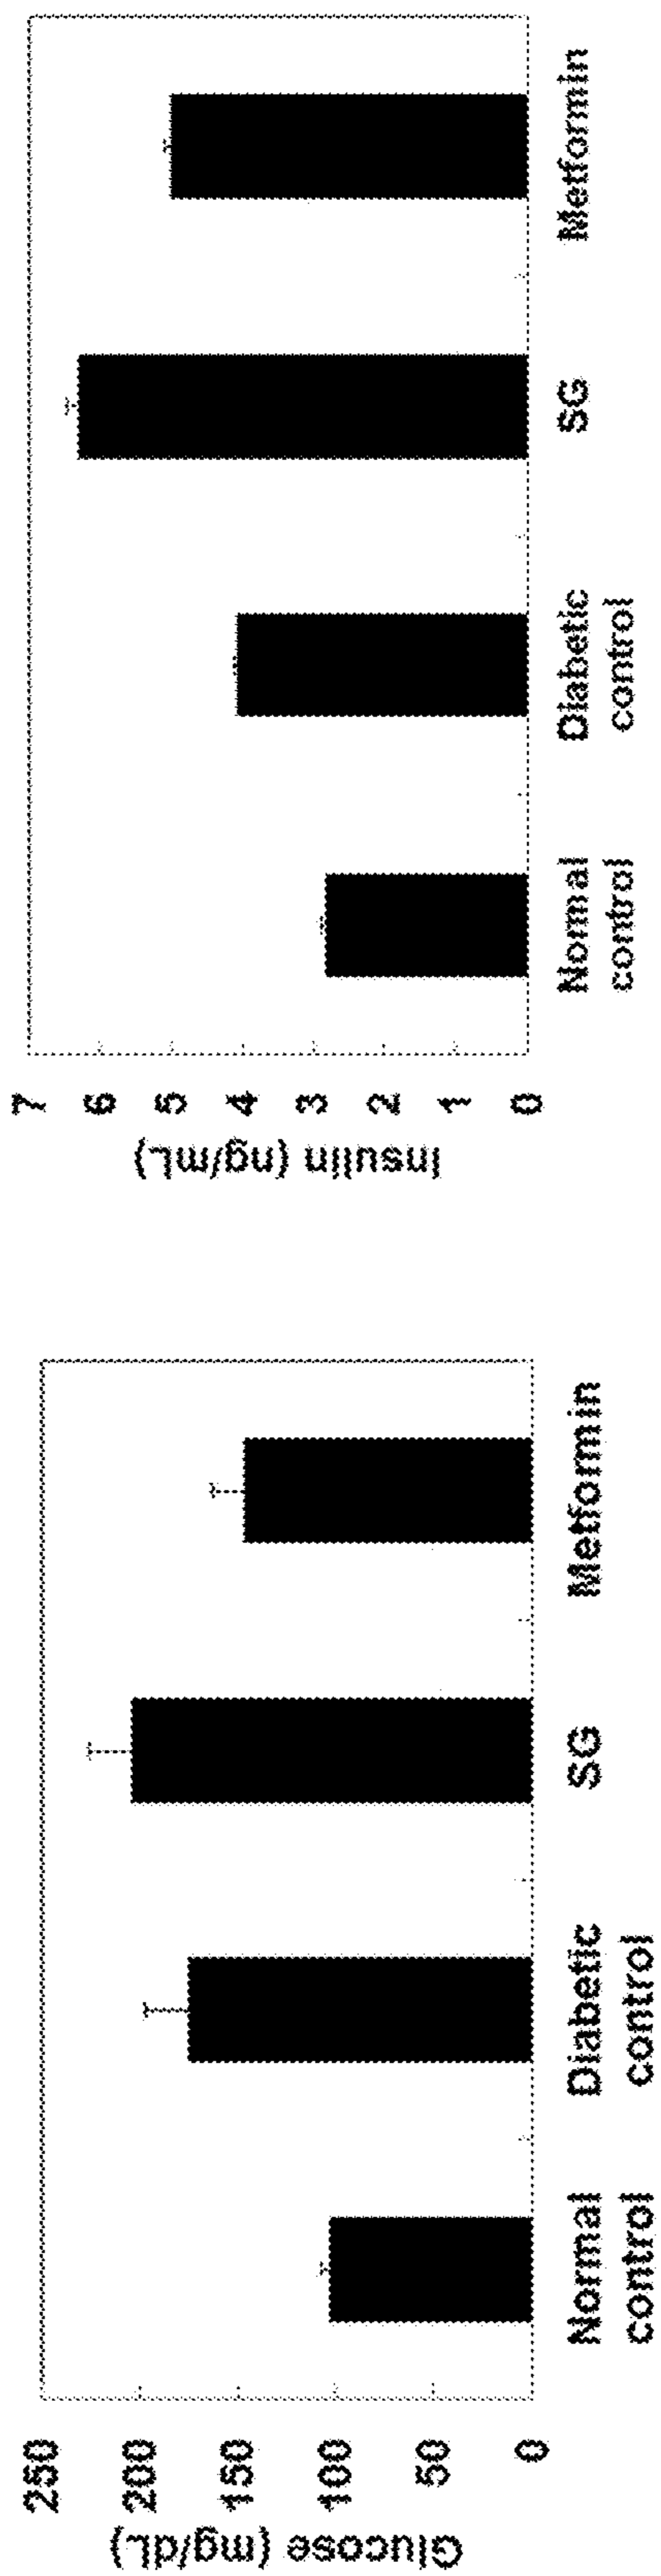 Glucose (mg/dL)
250
200
150
100
50
0
Normal
control
Diabetic
control
SG
Metformin
Insulin (ng/mL)
7
6
5
4
3
2
1
0
Normal
control
Diabetic
control
SG
Metformin